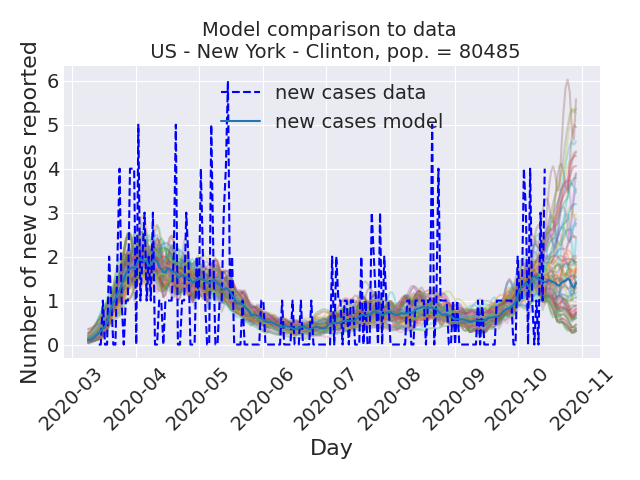 Model comparison to data
US - New York - Clinton, pop. = 80485
new cases data
new cases model
Number of new cases reported
6
5
4
3
2
1
0
2020-03
2020-04
2020-05
2020-06
2020-07
2020-08
2020-09
2020-10
2020-11
Day